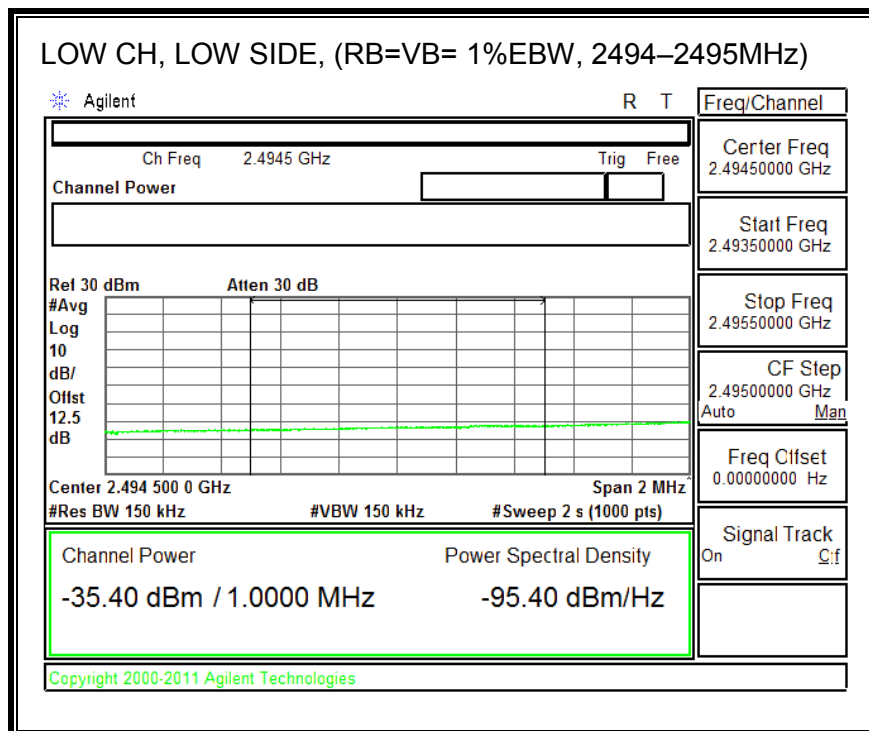 LOW CH, LOW SIDE, (RB=VB= 1%EBW, 2494–2495MHz)
Agilent R T Freq/Channel
Ch Freq 2.4945 GHz Trig Free
Channel Power
Center Freq
2.49450000 GHz
Start Freq
2.49350000 GHz
Stop Freq
2.49550000 GHz
CF Step
2.49500000 GHz
Auto Man
Freq Offset
0.00000000 Hz
Signal Track
On Off
Ref 30 dBm Atten 30 dB
#Avg
Log
10
dB/
Offst
12.5
dB
Center 2.494 500 0 GHz Span 2 MHz
#Res BW 150 kHz #VBW 150 kHz #Sweep 2 s (1000 pts)
Channel Power Power Spectral Density
-35.40 dBm / 1.0000 MHz -95.40 dBm/Hz
Copyright 2000-2011 Agilent Technologies